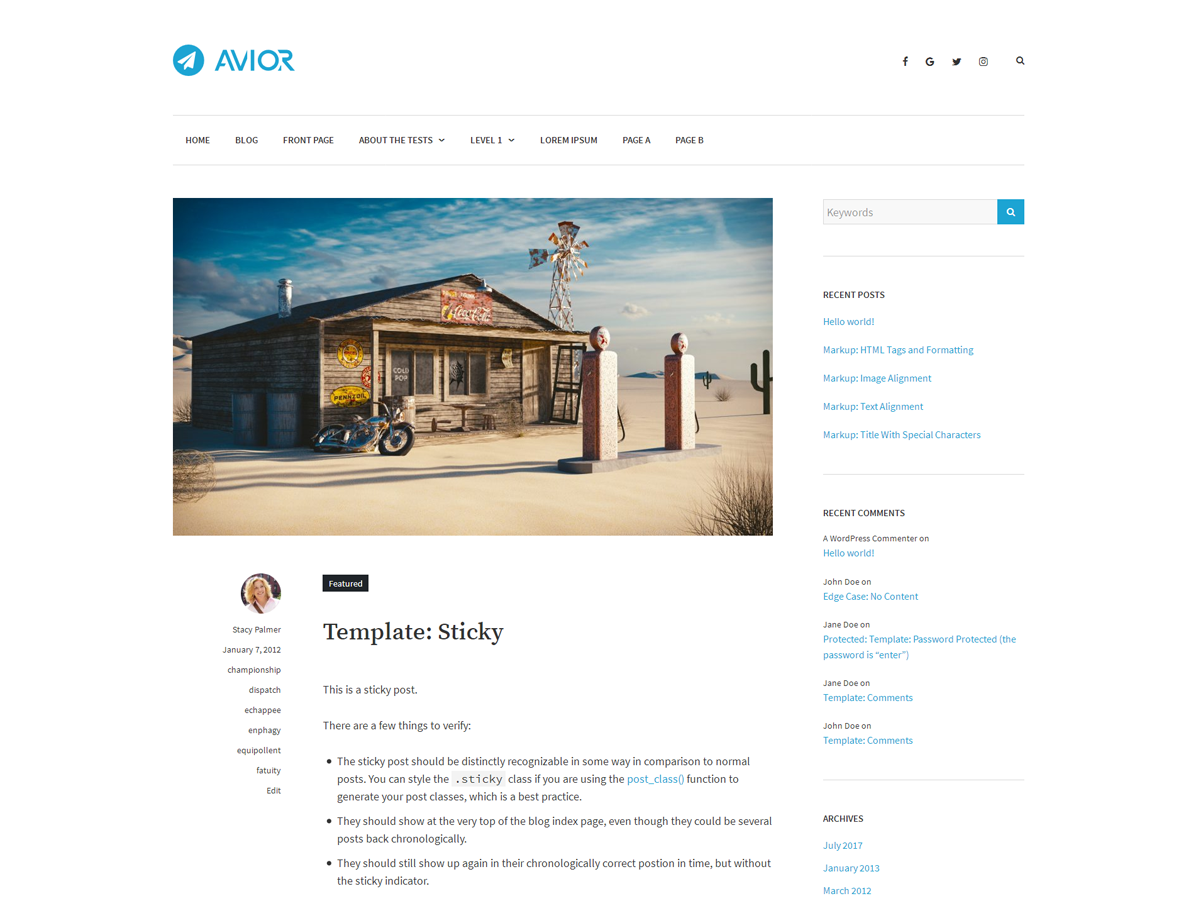 AVIOR
HOME BLOG FRONT PAGE ABOUT THE TESTS LEVEL 1 LOREM IPSUM PAGE A PAGE B
Coca-Cola
COLD
POP
PENNZOIL
Featured
Template: Sticky
Stacy Palmer
January 7, 2012
championship
dispatch
echappee
enphagy
equipollent
fatuity
Edit
This is a sticky post.
There are a few things to verify:
The sticky post should be distinctly recognizable in some way in comparison to normal
posts. You can style the .sticky class if you are using the post_class() function to
generate your post classes, which is a best practice.
They should show at the very top of the blog index page, even though they could be several
posts back chronologically.
They should still show up again in their chronologically correct postion in time, but without
the sticky indicator.
Keywords
RECENT POSTS
Hello world!
Markup: HTML Tags and Formatting
Markup: Image Alignment
Markup: Text Alignment
Markup: Title With Special Characters
RECENT COMMENTS
A WordPress Commenter on
Hello world!
John Doe on
Edge Case: No Content
Jane Doe on
Protected: Template: Password Protected (the
password is “enter”)
Jane Doe on
Template: Comments
John Doe on
Template: Comments
ARCHIVES
July 2017
January 2013
March 2012